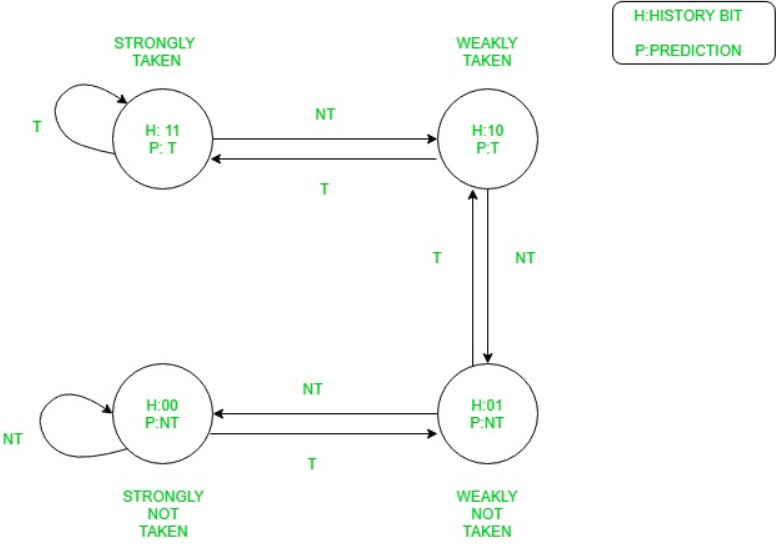 H:HISTORY BIT
P:PREDICTION
STRONGLY
TAKEN
WEAKLY
TAKEN
T
H: 11
P: T
NT
H:10
P:T
T
T
NT
NT
H:00
P:NT
NT
H:01
P:NT
T
STRONGLY
NOT
TAKEN
WEAKLY
NOT
TAKEN